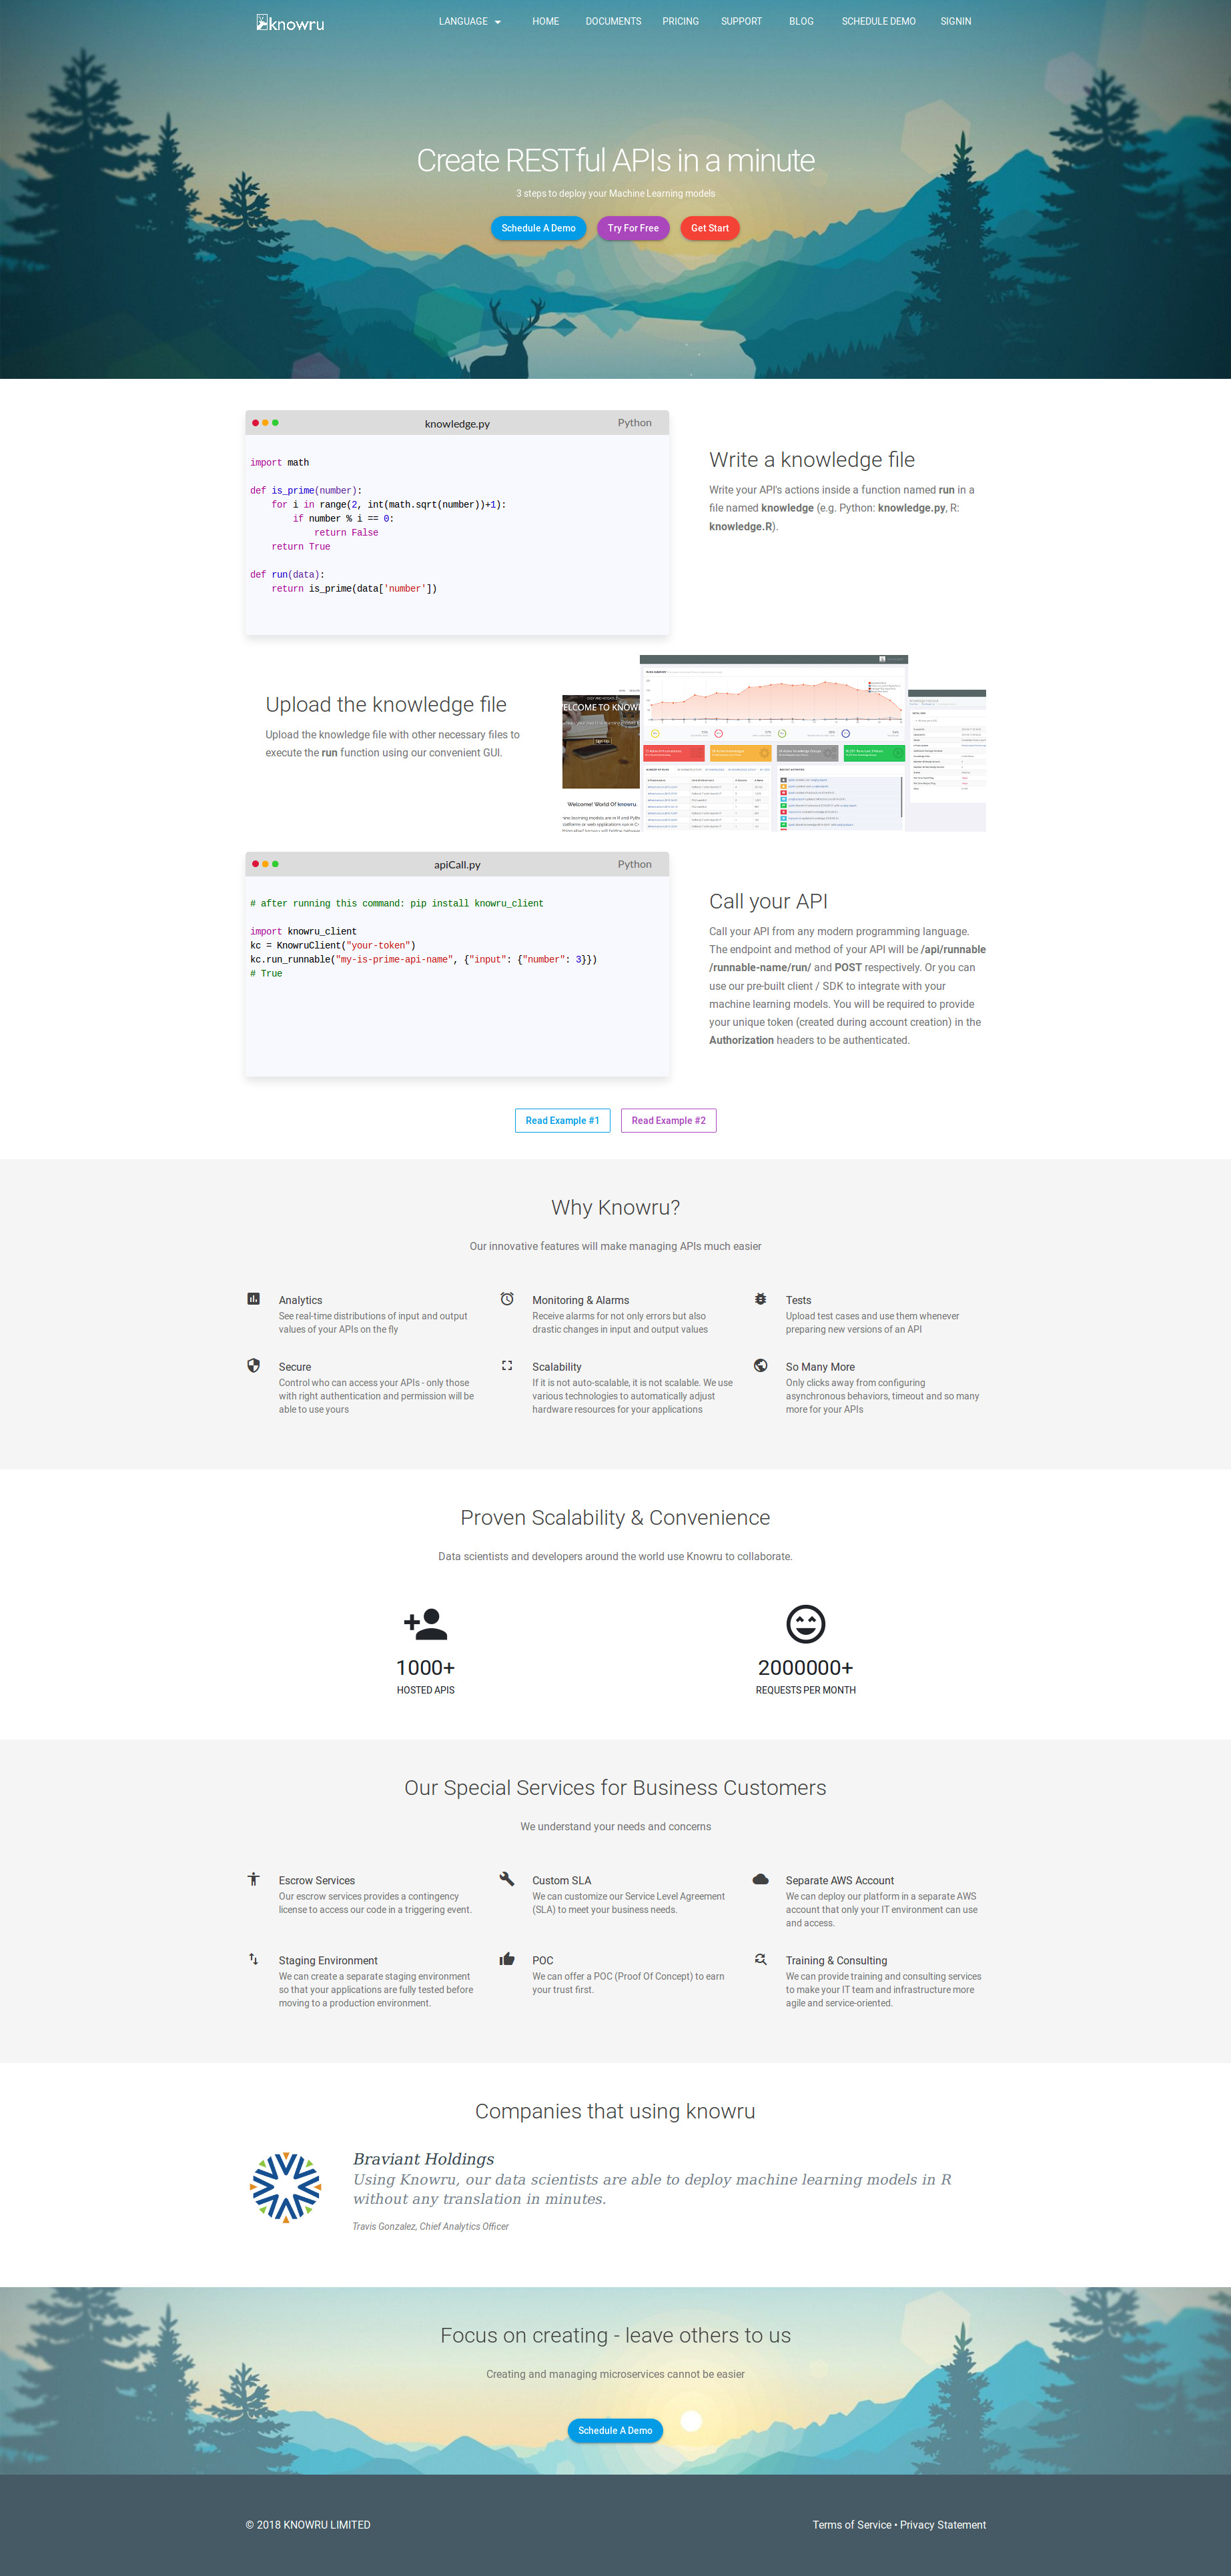 knowru
LANGUAGE HOME DOCUMENTS PRICING SUPPORT BLOG SCHEDULE DEMO SIGNIN
Create RESTful APIs in a minute
3 steps to deploy your Machine Learning models
Schedule A Demo Try For Free Get Start
knowledge.py Python
import math
def is_prime(number):
for i in range(2, int(math.sqrt(number))+1):
if number % i == 0:
return False
return True
def run(data):
return is_prime(data['number'])
Write a knowledge file
Write your API's actions inside a function named run in a
file named knowledge (e.g. Python: knowledge.py, R:
knowledge.R).
Upload the knowledge file
Upload the knowledge file with other necessary files to
execute the run function using our convenient GUI.
ELCOME TO KNOW
Sign Up
Welcome! World Of knowru.
apiCall.py Python
# after running this command: pip install knowru_client
import knowru_client
kc = KnowruClient("your-token")
kc.run_runnable("my-is-prime-api-name", {"input": {"number": 3}})
# True
Call your API
Call your API from any modern programming language.
The endpoint and method of your API will be /api/runnable
/runnable-name/run/ and POST respectively. Or you can
use our pre-built client / SDK to integrate with your
machine learning models. You will be required to provide
your unique token (created during account creation) in the
Authorization headers to be authenticated.
Read Example #1 Read Example #2
Why Knowru?
Our innovative features will make managing APIs much easier
Analytics
See real-time distributions of input and output
values of your APIs on the fly
Monitoring & Alarms
Receive alarms for not only errors but also
drastic changes in input and output values
Tests
Upload test cases and use them whenever
preparing new versions of an API
Secure
Control who can access your APIs - only those
with right authentication and permission will be
able to use yours
Scalability
If it is not auto-scalable, it is not scalable. We use
various technologies to automatically adjust
hardware resources for your applications
So Many More
Only clicks away from configuring
asynchronous behaviors, timeout and so many
more for your APIs
Proven Scalability & Convenience
Data scientists and developers around the world use Knowru to collaborate.
1000+
HOSTED APIS
2000000+
REQUESTS PER MONTH
Our Special Services for Business Customers
We understand your needs and concerns
Escrow Services
Our escrow services provides a contingency
license to access our code in a triggering event.
Custom SLA
We can customize our Service Level Agreement
(SLA) to meet your business needs.
Separate AWS Account
We can deploy our platform in a separate AWS
account that only your IT environment can use
and access.
Staging Environment
We can create a separate staging environment
so that your applications are fully tested before
moving to a production environment.
POC
We can offer a POC (Proof Of Concept) to earn
your trust first.
Training & Consulting
We can provide training and consulting services
to make your IT team and infrastructure more
agile and service-oriented.
Companies that using knowru
Braviant Holdings
Using Knowru, our data scientists are able to deploy machine learning models in R
without any translation in minutes.
Travis Gonzalez, Chief Analytics Officer
Focus on creating - leave others to us
Creating and managing microservices cannot be easier
Schedule A Demo
© 2018 KNOWRU LIMITED
Terms of Service • Privacy Statement